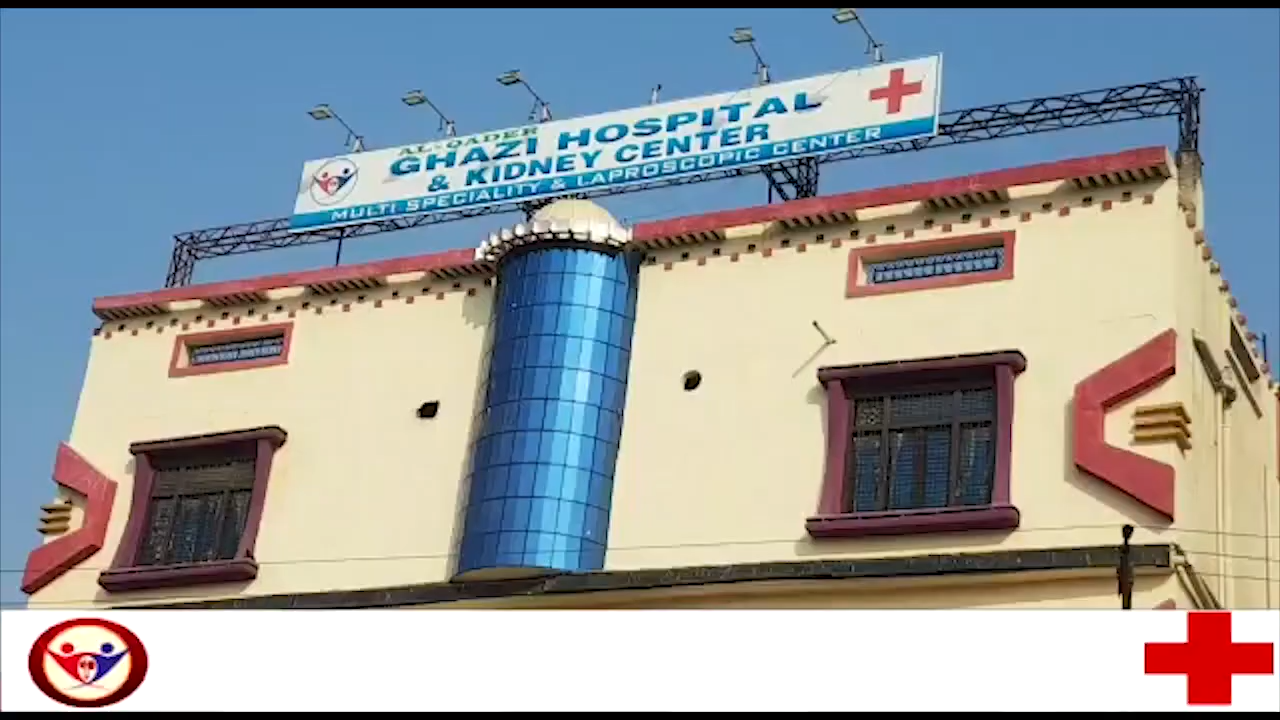 AL-QADER
GHAZI HOSPITAL
& KIDNEY CENTER
MULTI SPECIALITY & LAPROSCOPIC CENTER